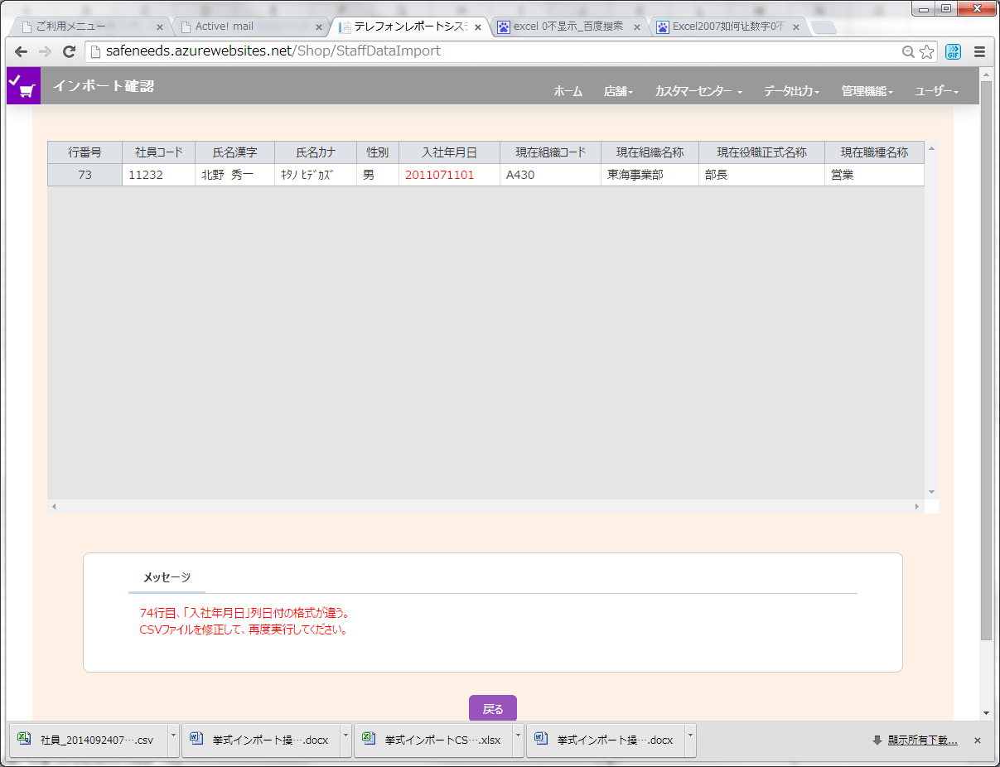 ご利用メニュー
Active! mail
テレフォンレポートシス
excel 0不显示_百度搜索
Excel2007如何让数字0不
safeneeds.azurewebsites.net/Shop/StaffDataImport
GIF
インポート確認
ホーム 店舗 カスタマーセンター データ出力 管理機能 ユーザー
行番号 社員コード 氏名漢字 氏名カナ 性別 入社年月日 現在組織コード 現在組織名称 現在役職正式名称 現在職種名称
73 11232 北野 秀一 ｷﾀﾉ ﾋﾃﾞｶｽﾞ 男 2011071101 A430 東海事業部 部長 営業
メッセージ
74行目、「入社年月日」列日付の格式が違う。
CSVファイルを修正して、再度実行してください。
戻る
社員_2014092407….csv
挙式インポート操….docx
挙式インポートCS….xlsx
挙式インポート操….docx
顯示所有下載...